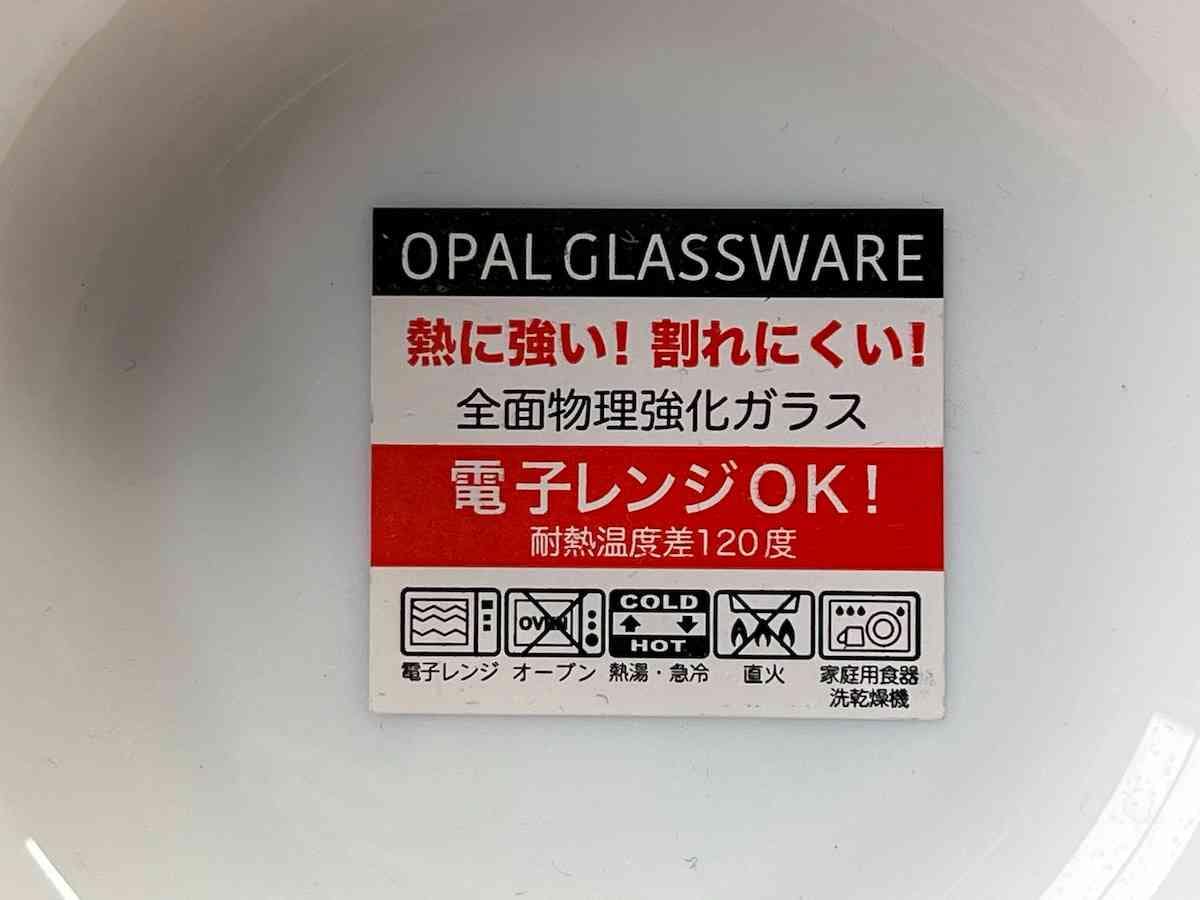 OPAL GLASSWARE
熱に強い！割れにくい！
全面物理強化ガラス
電子レンジOK！
耐熱温度差120度
OVEN
COLD
HOT
電子レンジ オーブン 熱湯・急冷 直火 家庭用食器
洗乾燥機